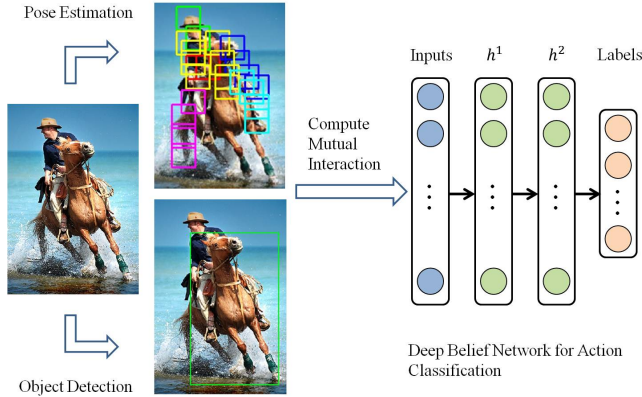 Pose Estimation
Inputs
h¹
h²
Labels
Compute
Mutual
Interaction
Deep Belief Network for Action
Classification
Object Detection